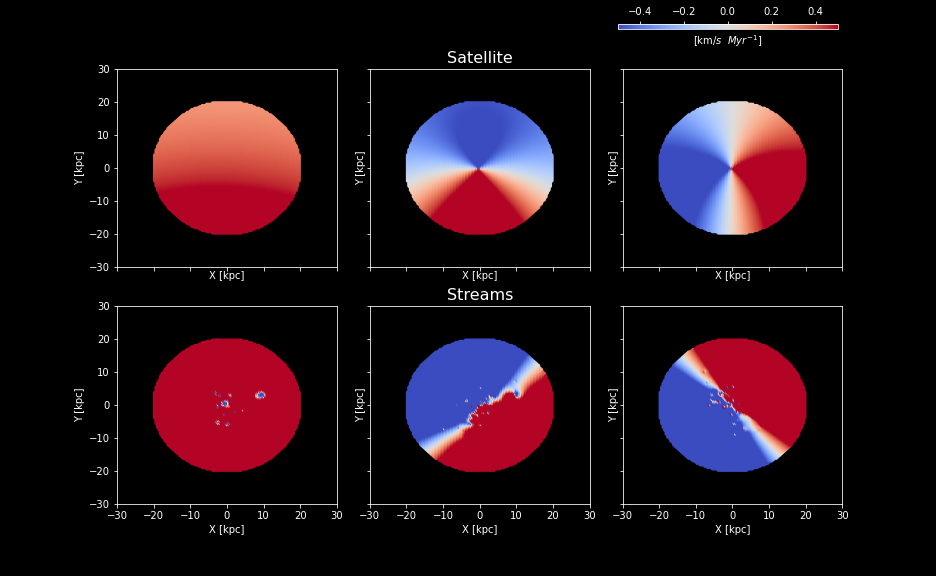 −0.4 −0.2 0.0 0.2 0.4
[km/s Myr⁻¹]
Satellite
30
20
10
0
−10
−20
−30
Y [kpc]
Y [kpc]
Y [kpc]
X [kpc]
X [kpc]
X [kpc]
Streams
30
20
10
0
−10
−20
−30
Y [kpc]
Y [kpc]
Y [kpc]
−30 −20 −10 0 10 20 30
−30 −20 −10 0 10 20 30
−30 −20 −10 0 10 20 30
X [kpc]
X [kpc]
X [kpc]